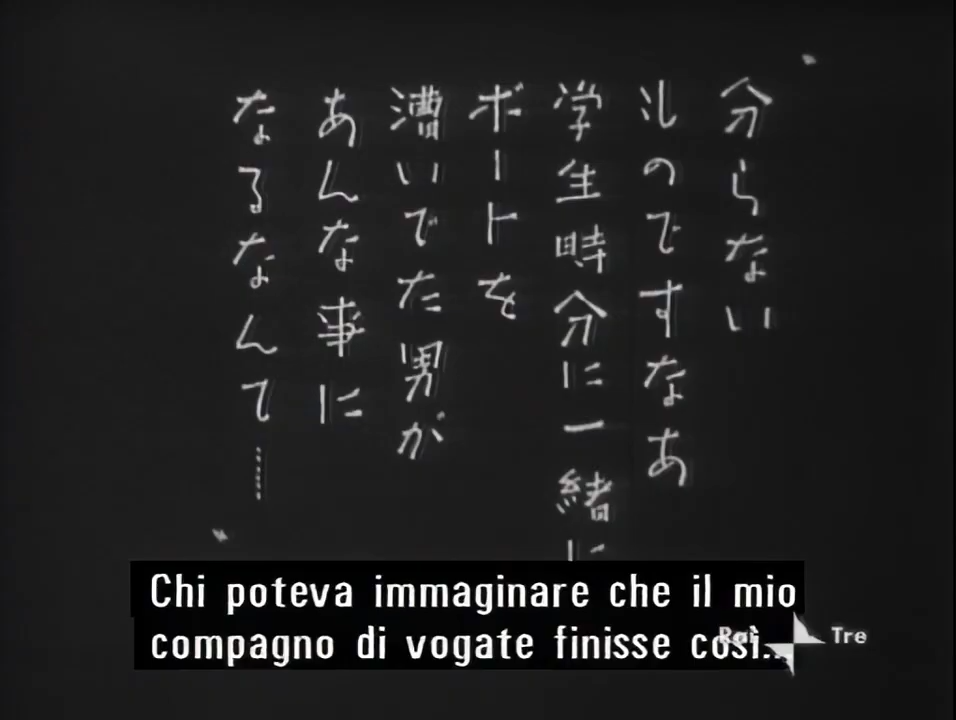 分らない
ものですなあ
学生時分に一緒に
ボートを
漕いでた男が
あんな事に
なるなんて……
Chi poteva immaginare che il mio
compagno di vogate finisse così...
Rai Tre